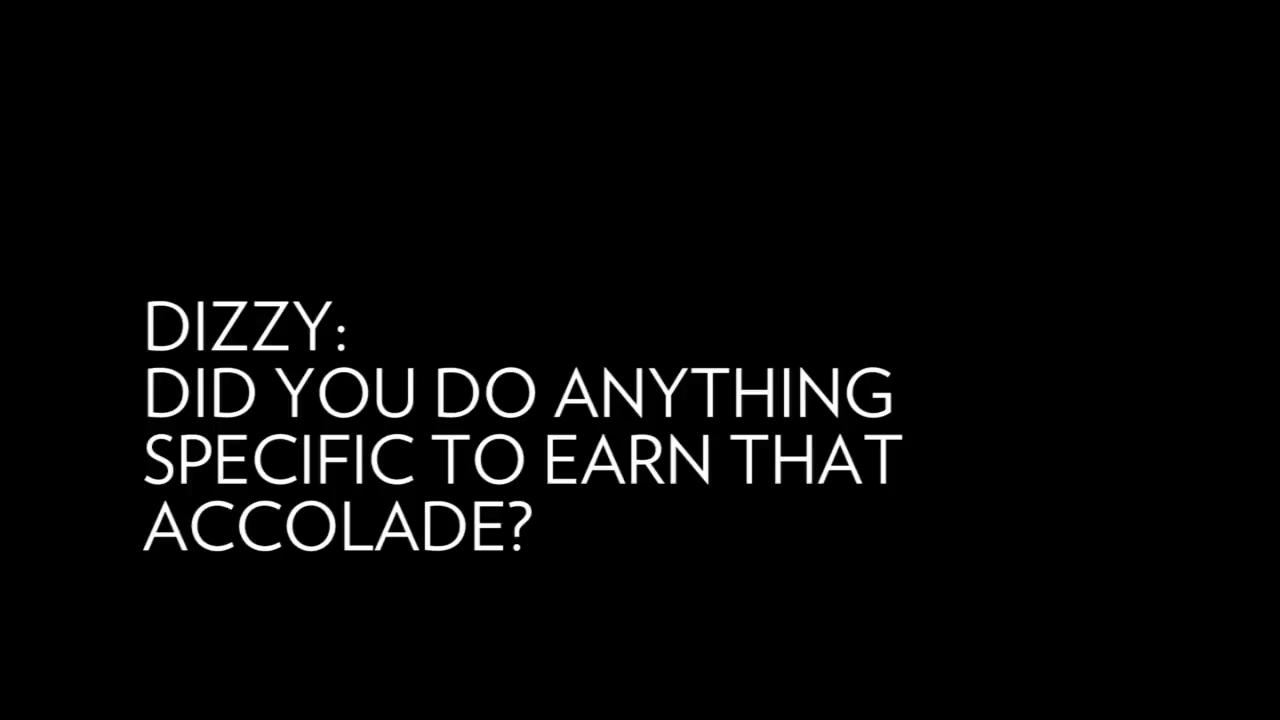 DIZZY:
DID YOU DO ANYTHING
SPECIFIC TO EARN THAT
ACCOLADE?